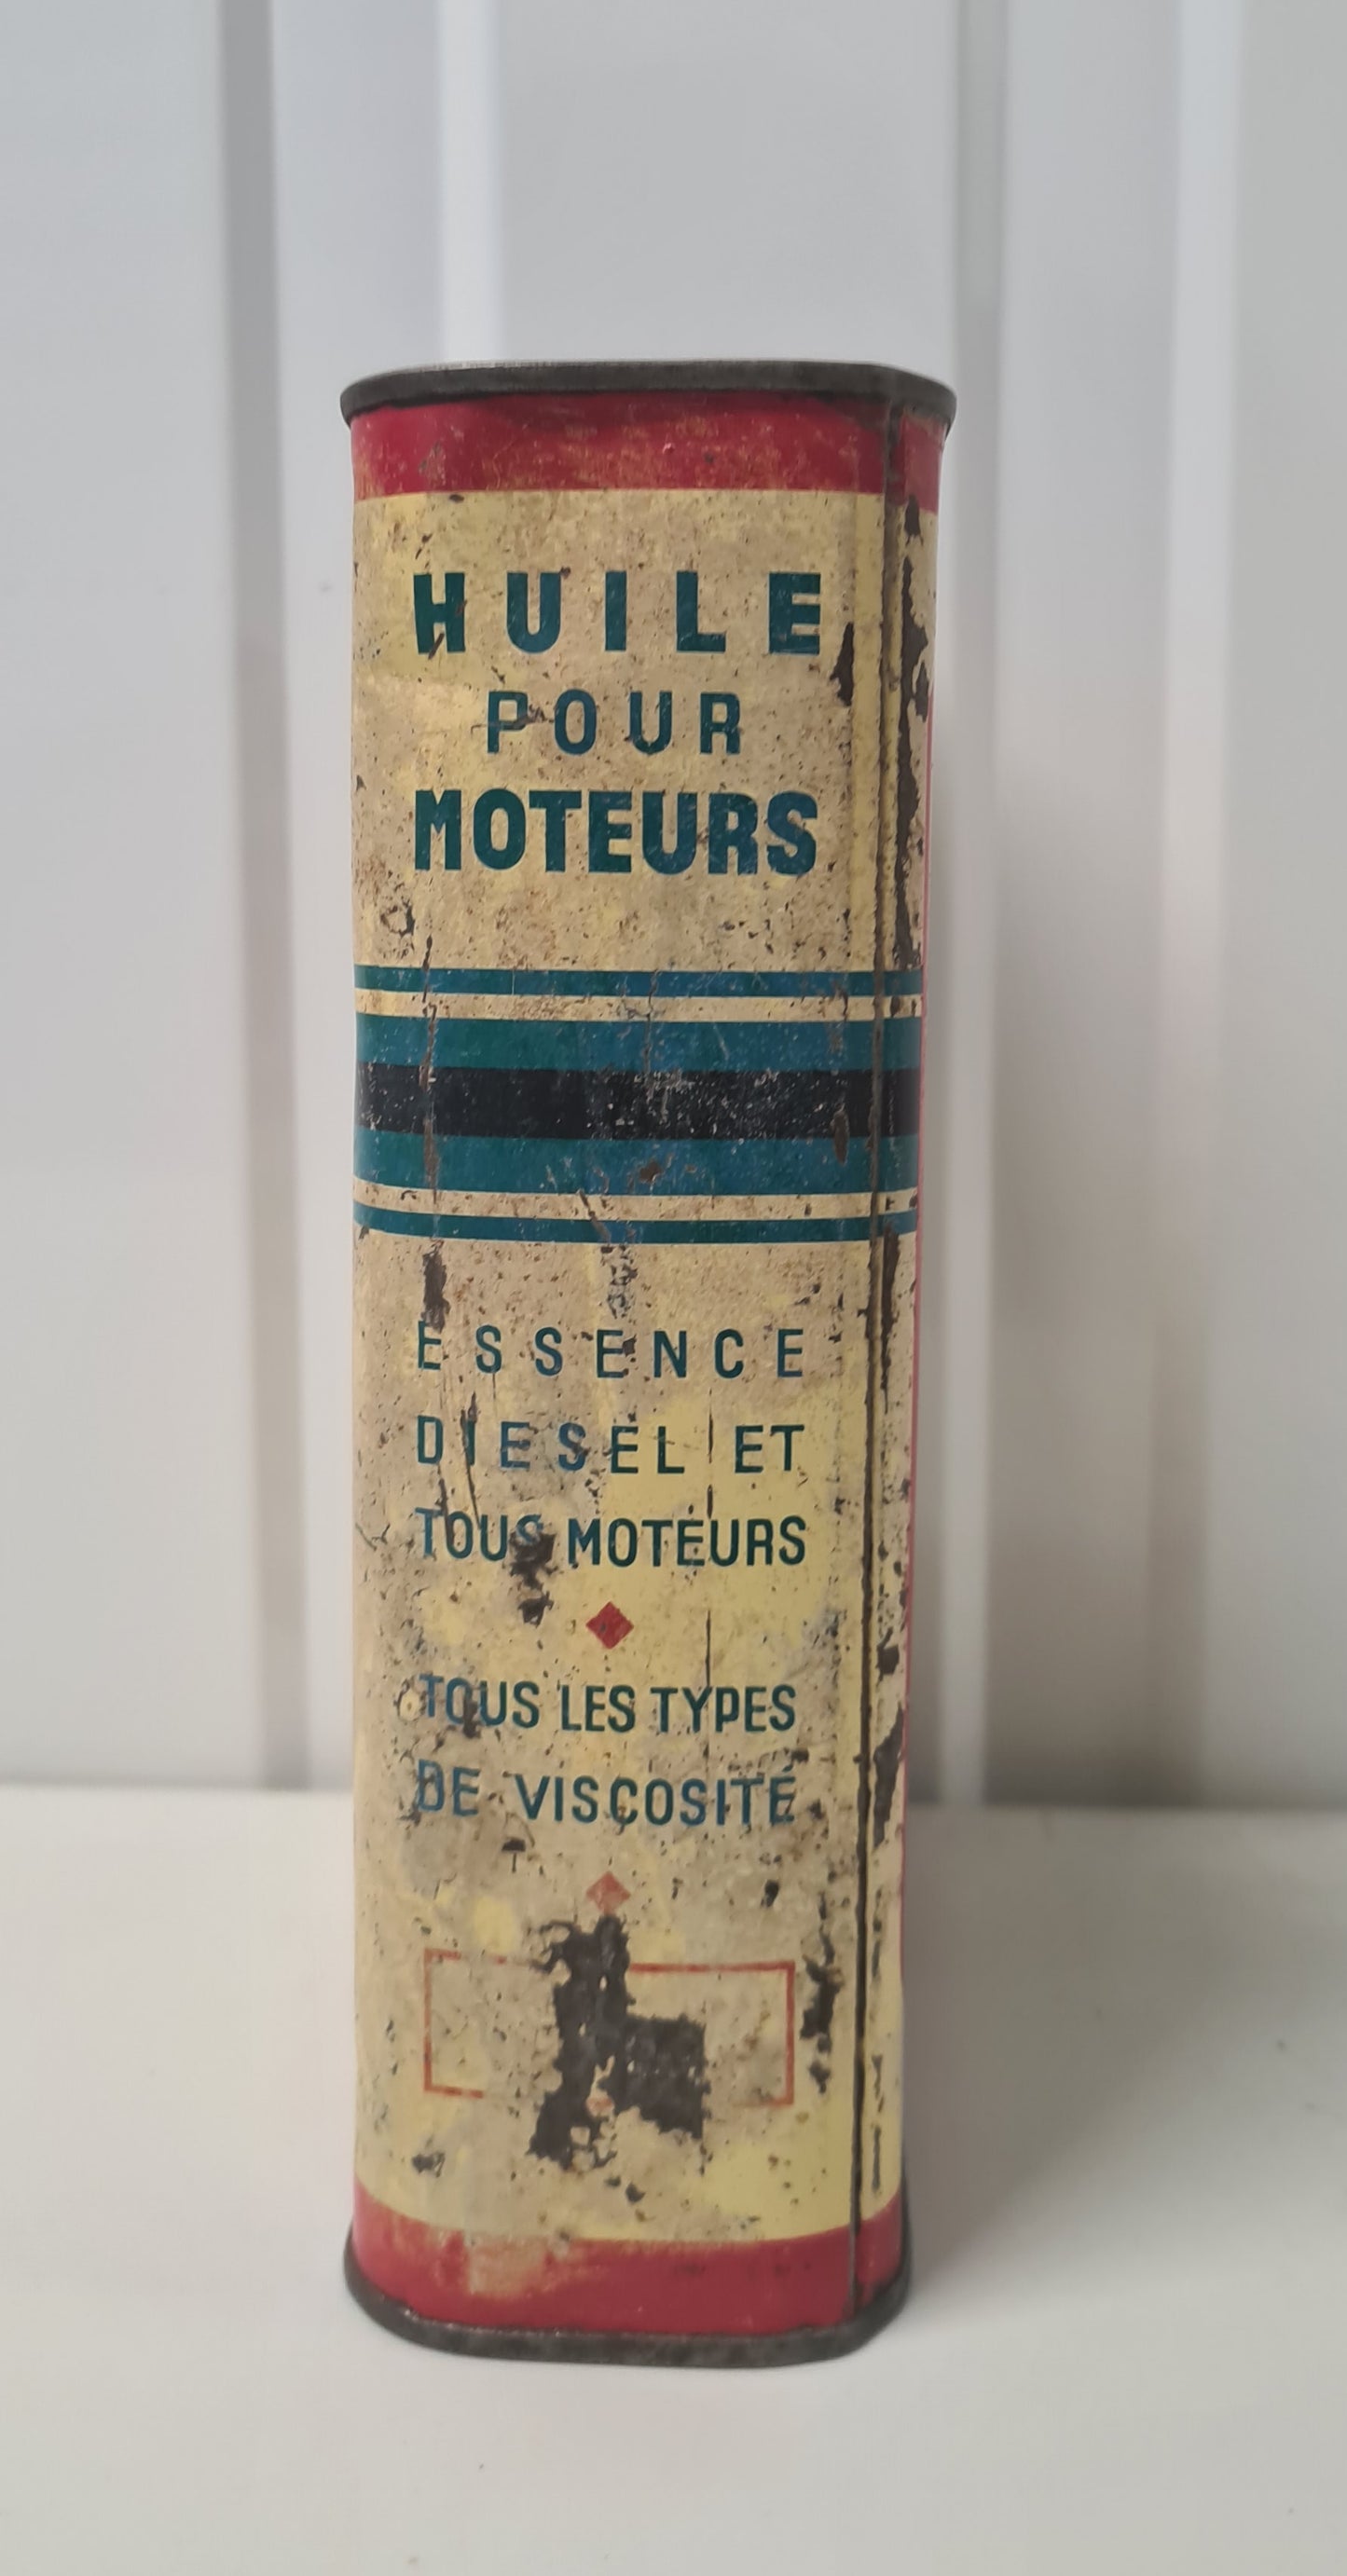 HUILE
POUR
MOTEURS
ESSENCE
DIESEL ET
TOUS MOTEURS
TOUS LES TYPES
DE VISCOSITÉ